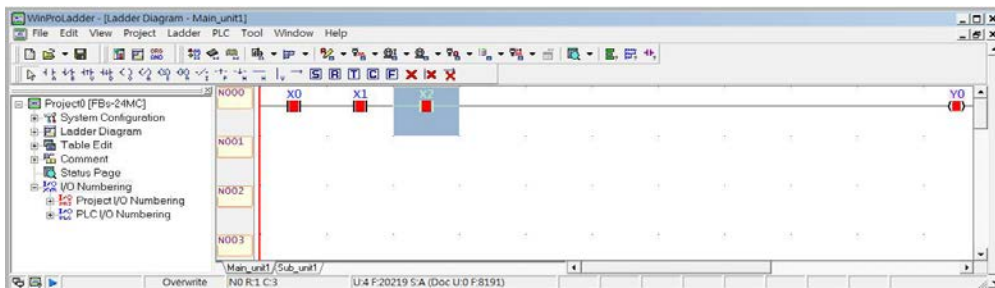 WinProLadder - [Ladder Diagram - Main_unit1]
File Edit View Project Ladder PLC Tool Window Help
S R T C F
Project0 [FBs-24MC]
System Configuration
Ladder Diagram
Table Edit
Comment
Status Page
I/O Numbering
Project I/O Numbering
PLC I/O Numbering
N000 X0 X1 X2 Y0
N001
N002
N003
Main_unit1 Sub_unit1
Overwrite N0 R:1 C:3 U:4 F:20219 S:A (Doc U:0 F:8191)